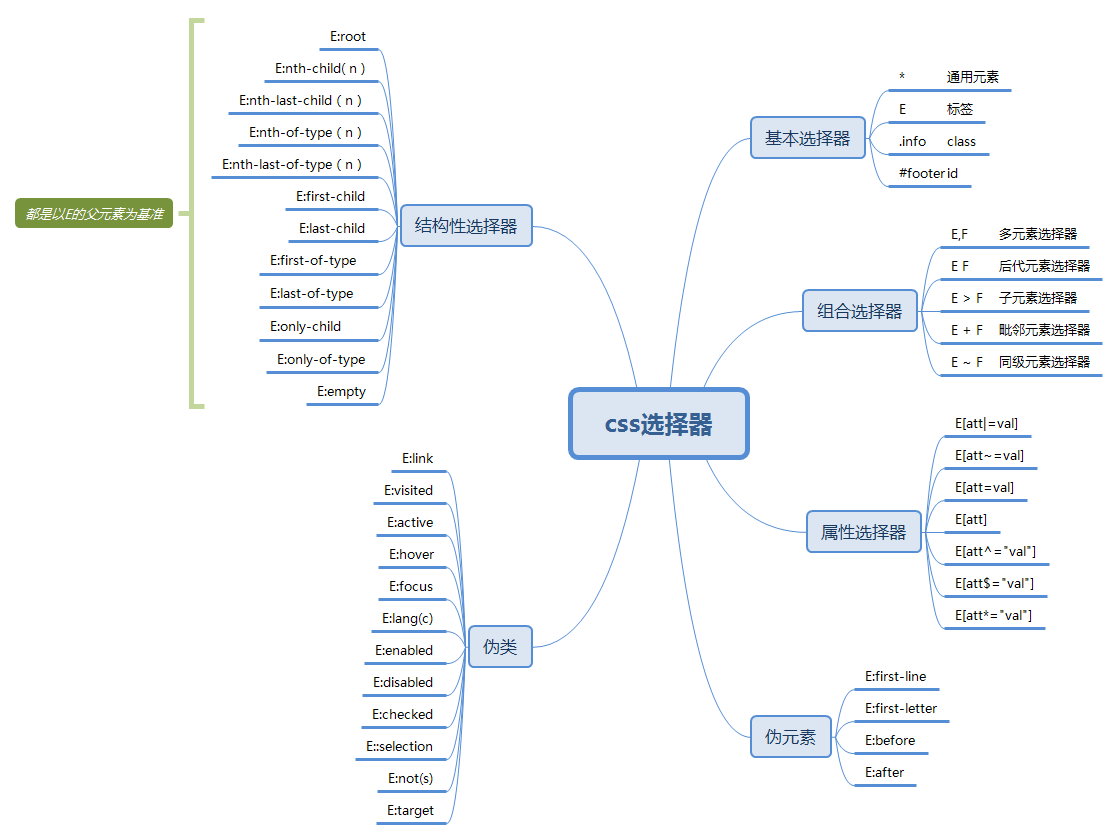 css选择器
基本选择器
* 通用元素
E 标签
.info class
#footer id
组合选择器
E,F 多元素选择器
E F 后代元素选择器
E > F 子元素选择器
E + F 毗邻元素选择器
E ~ F 同级元素选择器
属性选择器
E[att|=val]
E[att~=val]
E[att=val]
E[att]
E[att^="val"]
E[att$="val"]
E[att*="val"]
伪元素
E:first-line
E:first-letter
E:before
E:after
结构性选择器
E:root
E:nth-child( n )
E:nth-last-child ( n )
E:nth-of-type ( n )
E:nth-last-of-type ( n )
E:first-child
E:last-child
E:first-of-type
E:last-of-type
E:only-child
E:only-of-type
E:empty
都是以E的父元素为基准
伪类
E:link
E:visited
E:active
E:hover
E:focus
E:lang(c)
E:enabled
E:disabled
E:checked
E::selection
E:not(s)
E:target